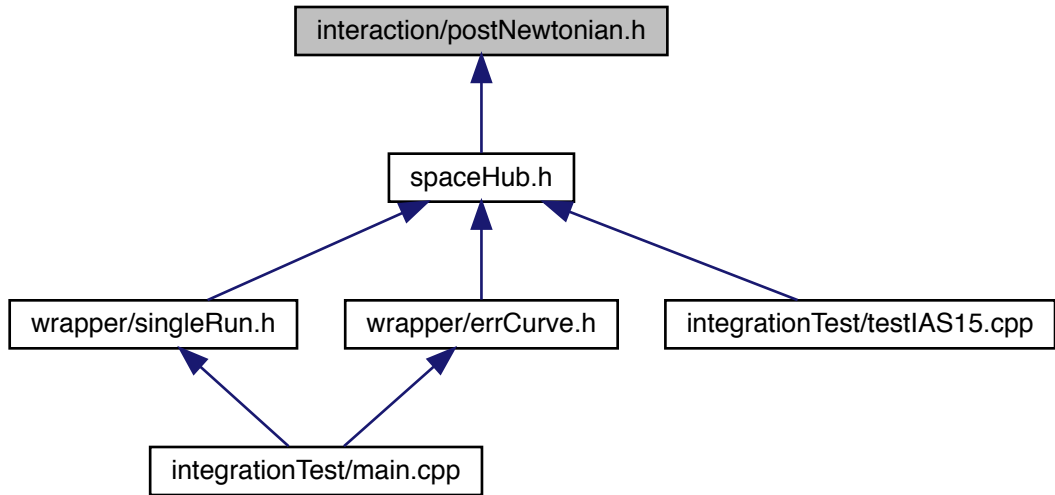 interaction/postNewtonian.h
spaceHub.h
wrapper/singleRun.h
wrapper/errCurve.h
integrationTest/testIAS15.cpp
integrationTest/main.cpp